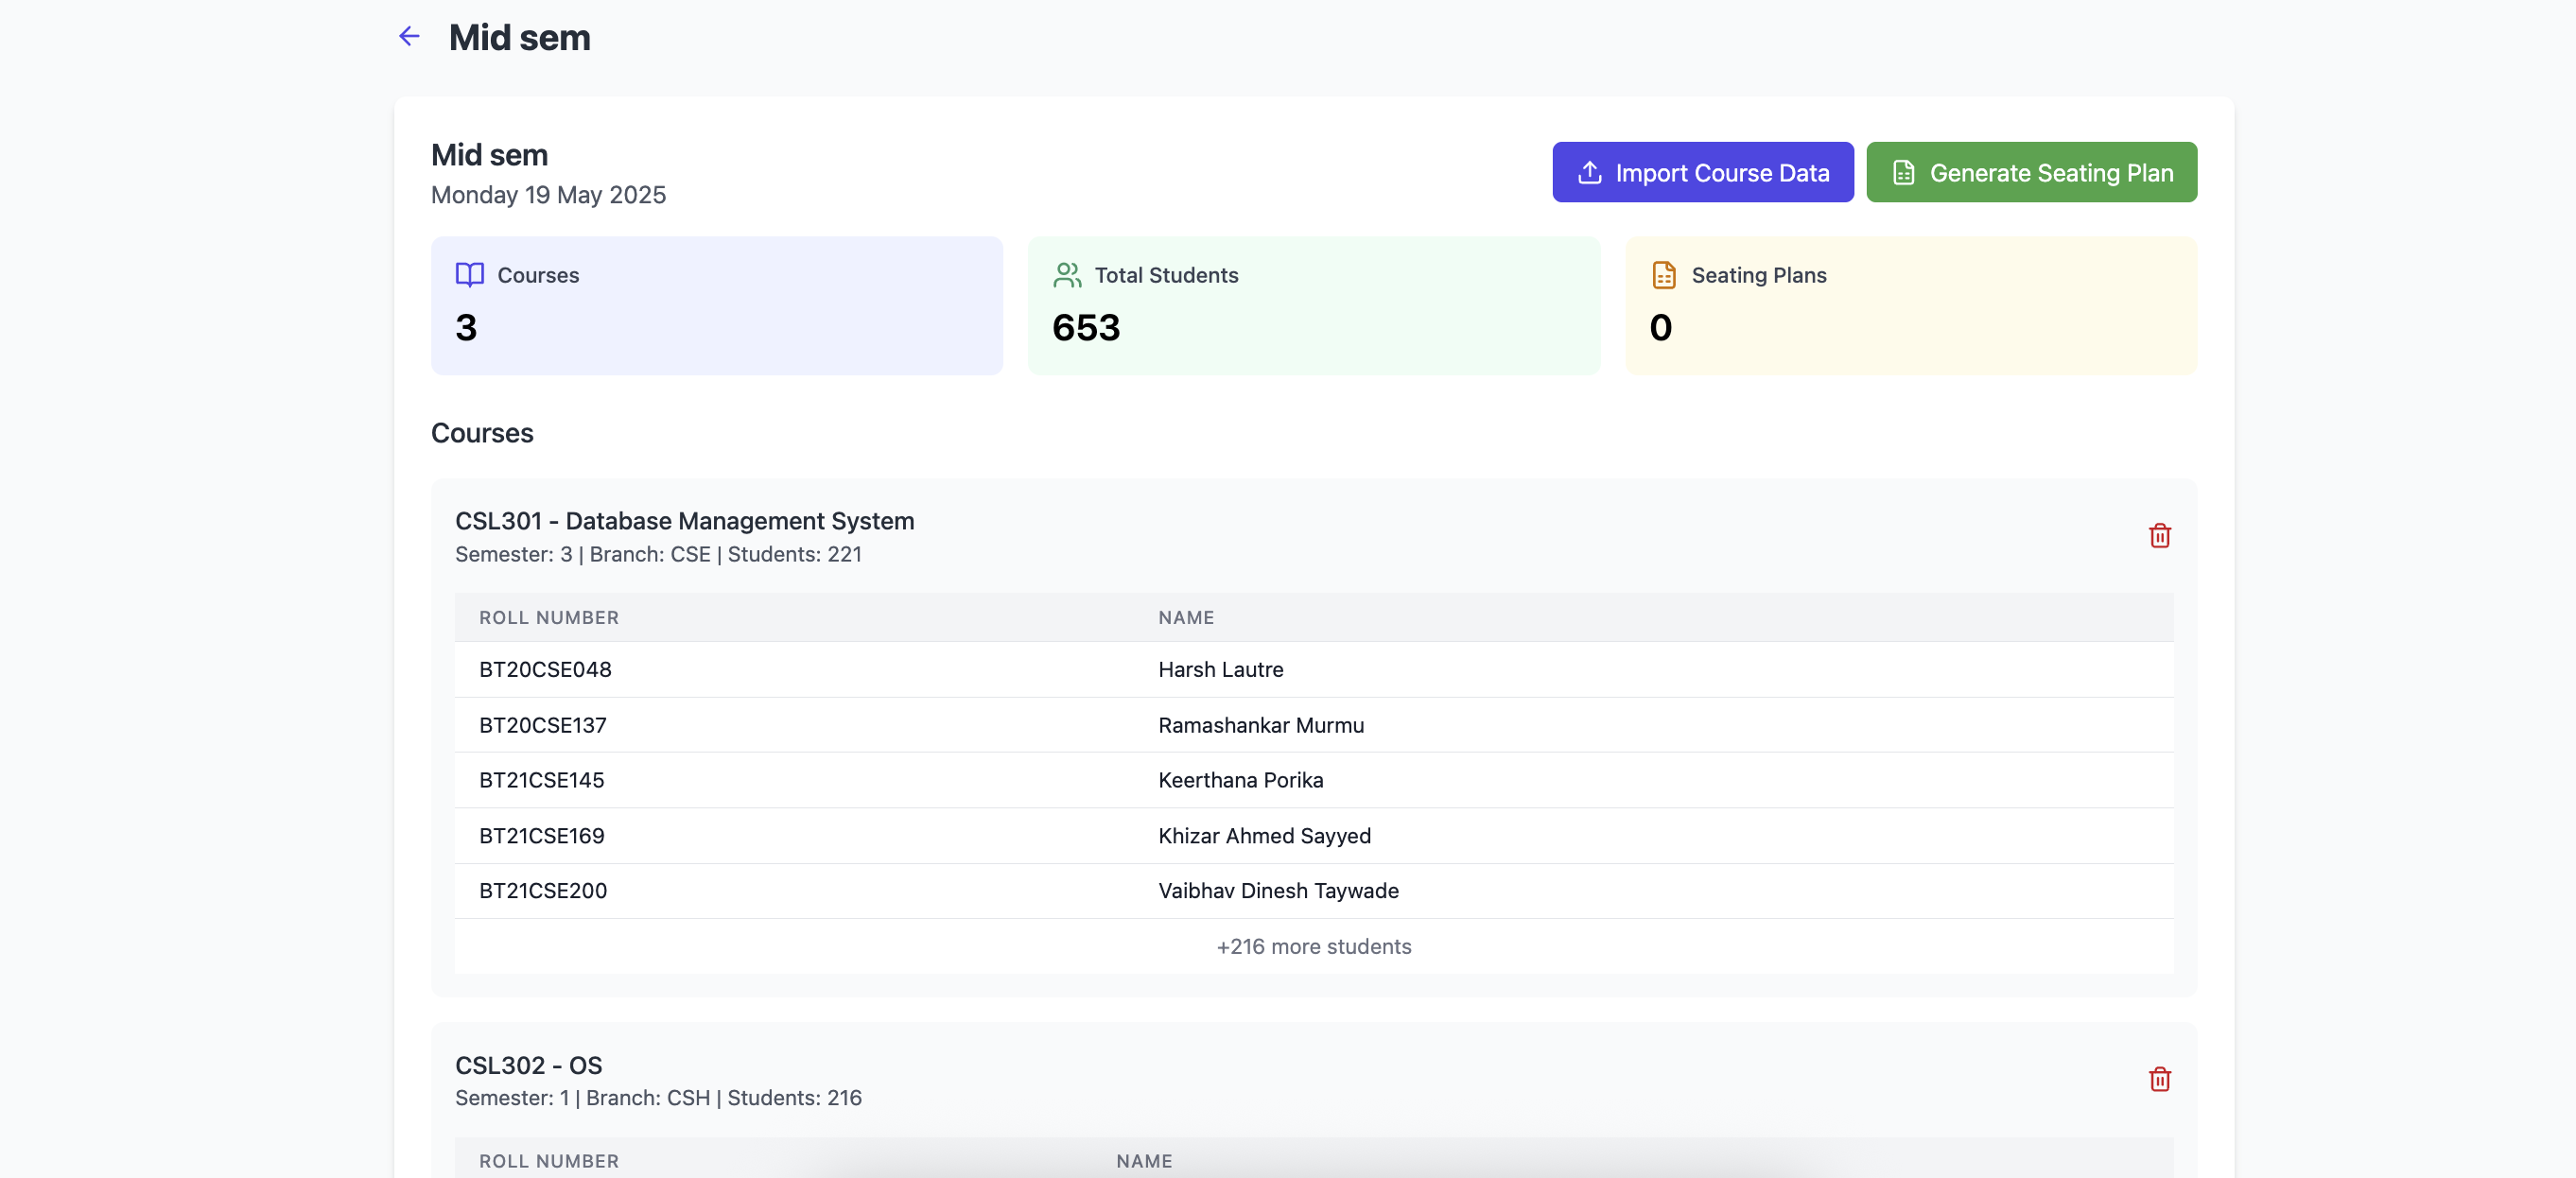 Mid sem
Mid sem
Monday 19 May 2025
Import Course Data
Generate Seating Plan
Courses
3
Total Students
653
Seating Plans
0
Courses
CSL301 - Database Management System
Semester: 3 | Branch: CSE | Students: 221
ROLL NUMBER NAME
BT20CSE048 Harsh Lautre
BT20CSE137 Ramashankar Murmu
BT21CSE145 Keerthana Porika
BT21CSE169 Khizar Ahmed Sayyed
BT21CSE200 Vaibhav Dinesh Taywade
+216 more students
CSL302 - OS
Semester: 1 | Branch: CSH | Students: 216
ROLL NUMBER NAME